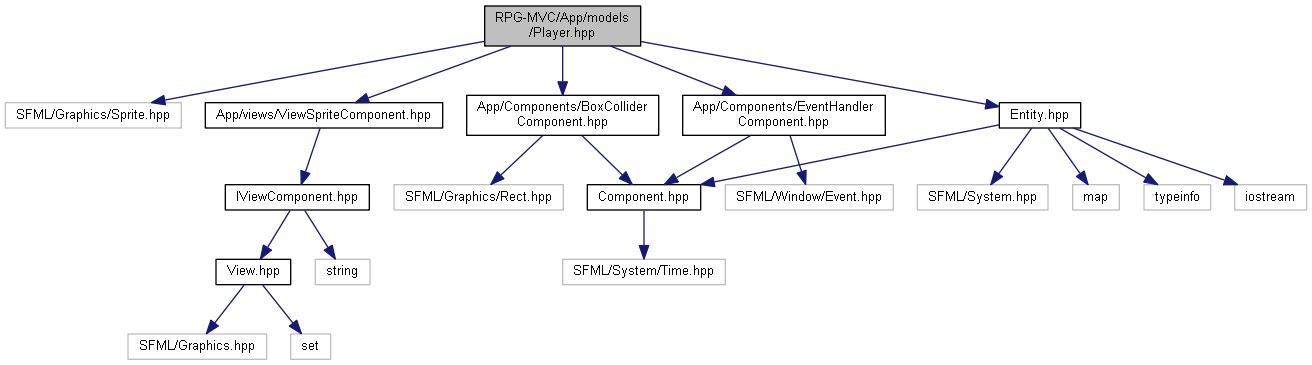 RPG-MVC/App/models
/Player.hpp
SFML/Graphics/Sprite.hpp
App/views/ViewSpriteComponent.hpp
App/Components/BoxCollider
Component.hpp
App/Components/EventHandler
Component.hpp
Entity.hpp
IViewComponent.hpp
SFML/Graphics/Rect.hpp
Component.hpp
SFML/Window/Event.hpp
SFML/System.hpp
map
typeinfo
iostream
View.hpp
string
SFML/System/Time.hpp
SFML/Graphics.hpp
set